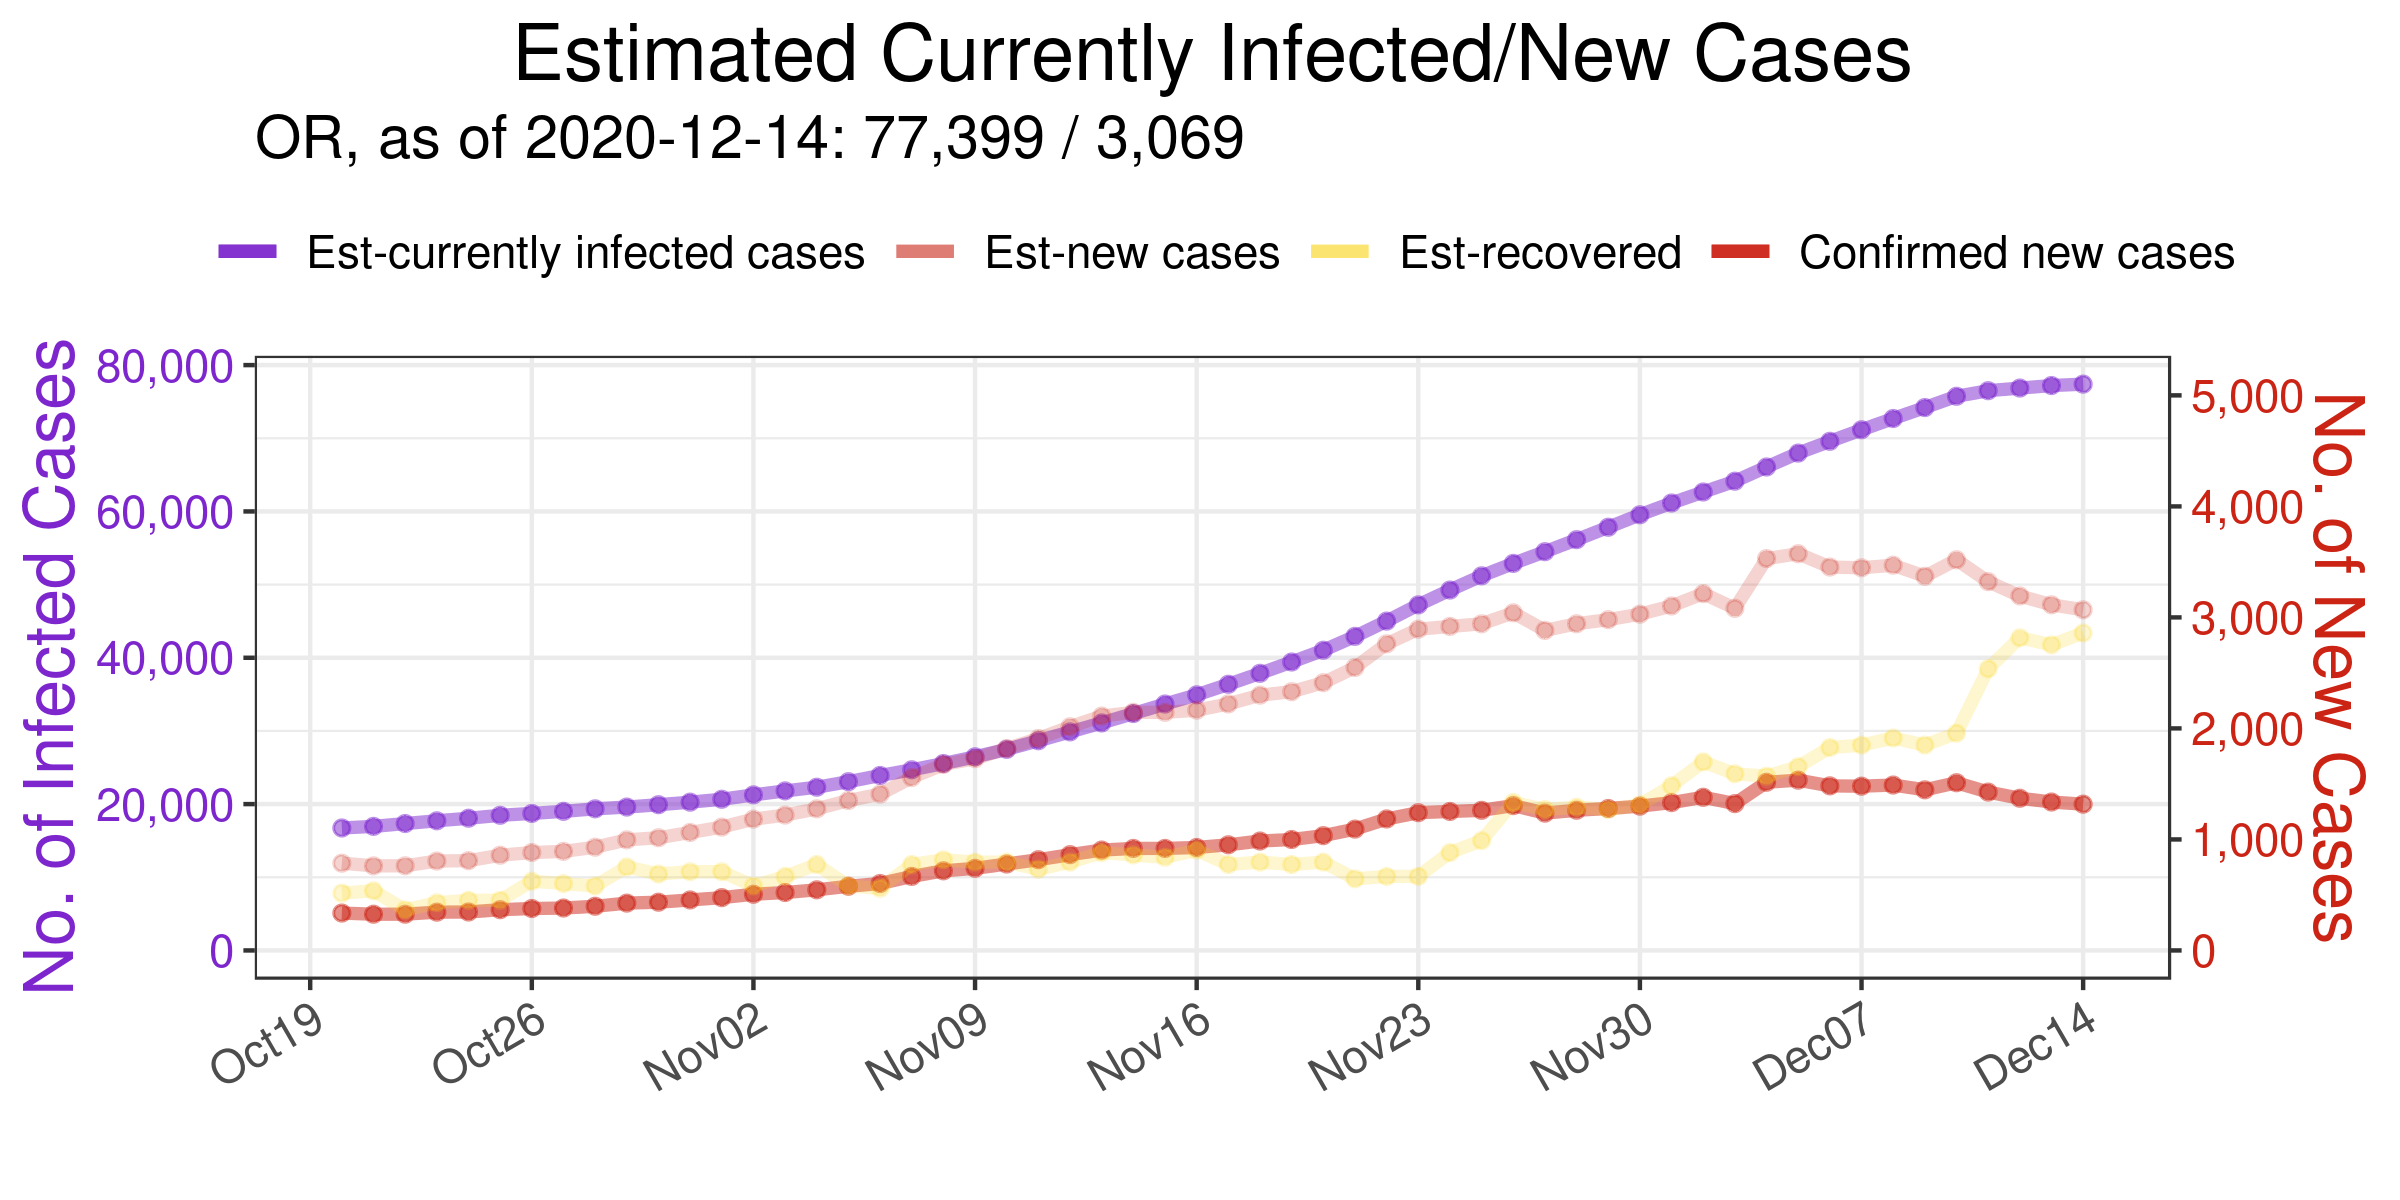 Estimated Currently Infected/New Cases
OR, as of 2020-12-14: 77,399 / 3,069
Est-currently infected cases Est-new cases Est-recovered Confirmed new cases
No. of Infected Cases
80,000
60,000
40,000
20,000
0
5,000
4,000
3,000
2,000
1,000
0
No. of New Cases
Oct19 Oct26 Nov02 Nov09 Nov16 Nov23 Nov30 Dec07 Dec14